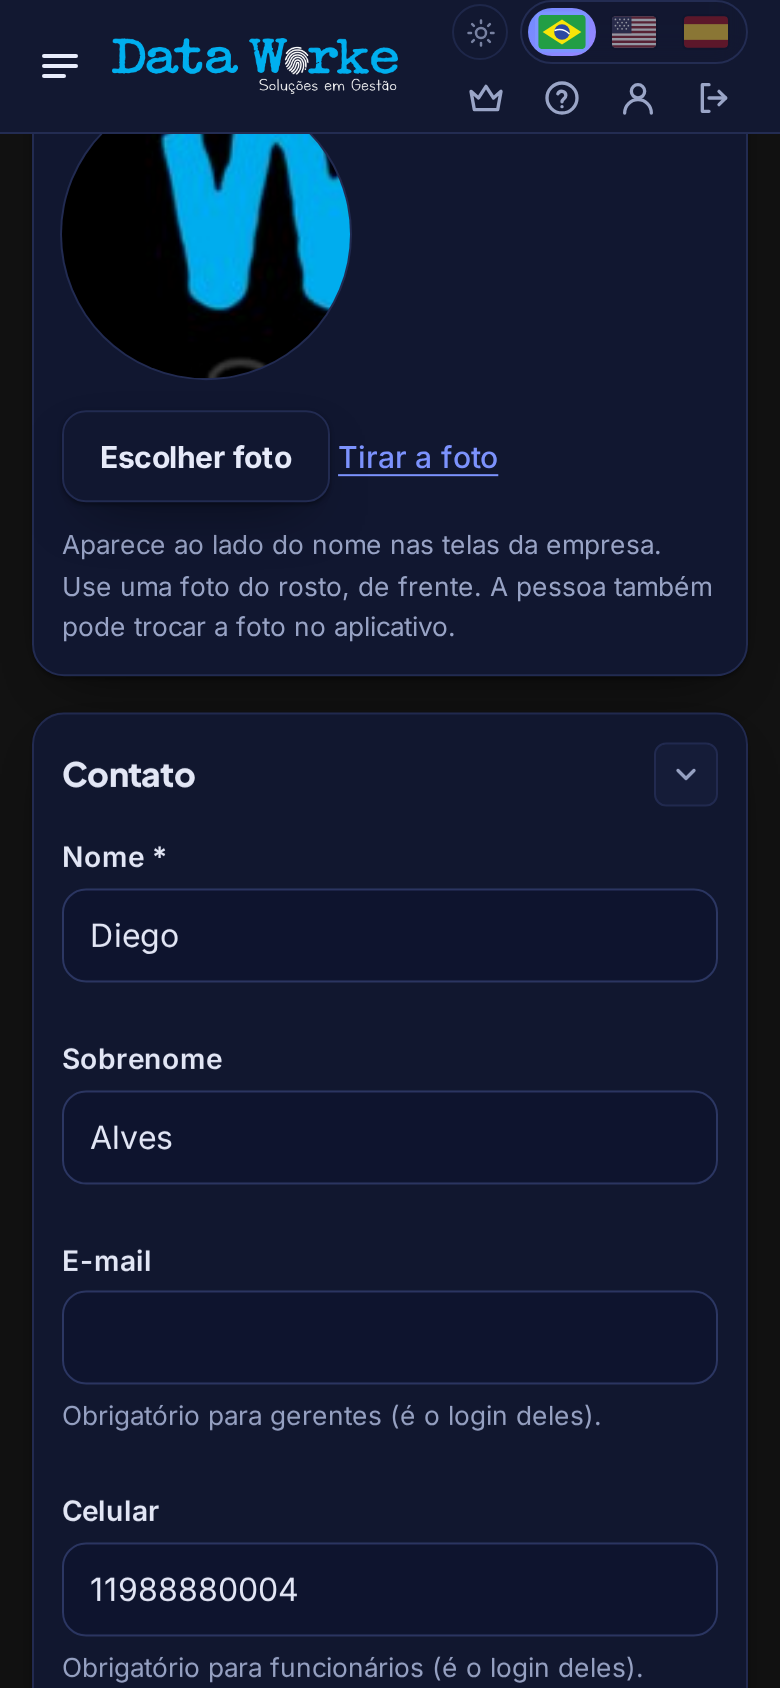 Data Worke
Soluções em Gestão
Escolher foto Tirar a foto
Aparece ao lado do nome nas telas da empresa.
Use uma foto do rosto, de frente. A pessoa também
pode trocar a foto no aplicativo.
Contato
Nome *
Diego
Sobrenome
Alves
E-mail
Obrigatório para gerentes (é o login deles).
Celular
11988880004
Obrigatório para funcionários (é o login deles).